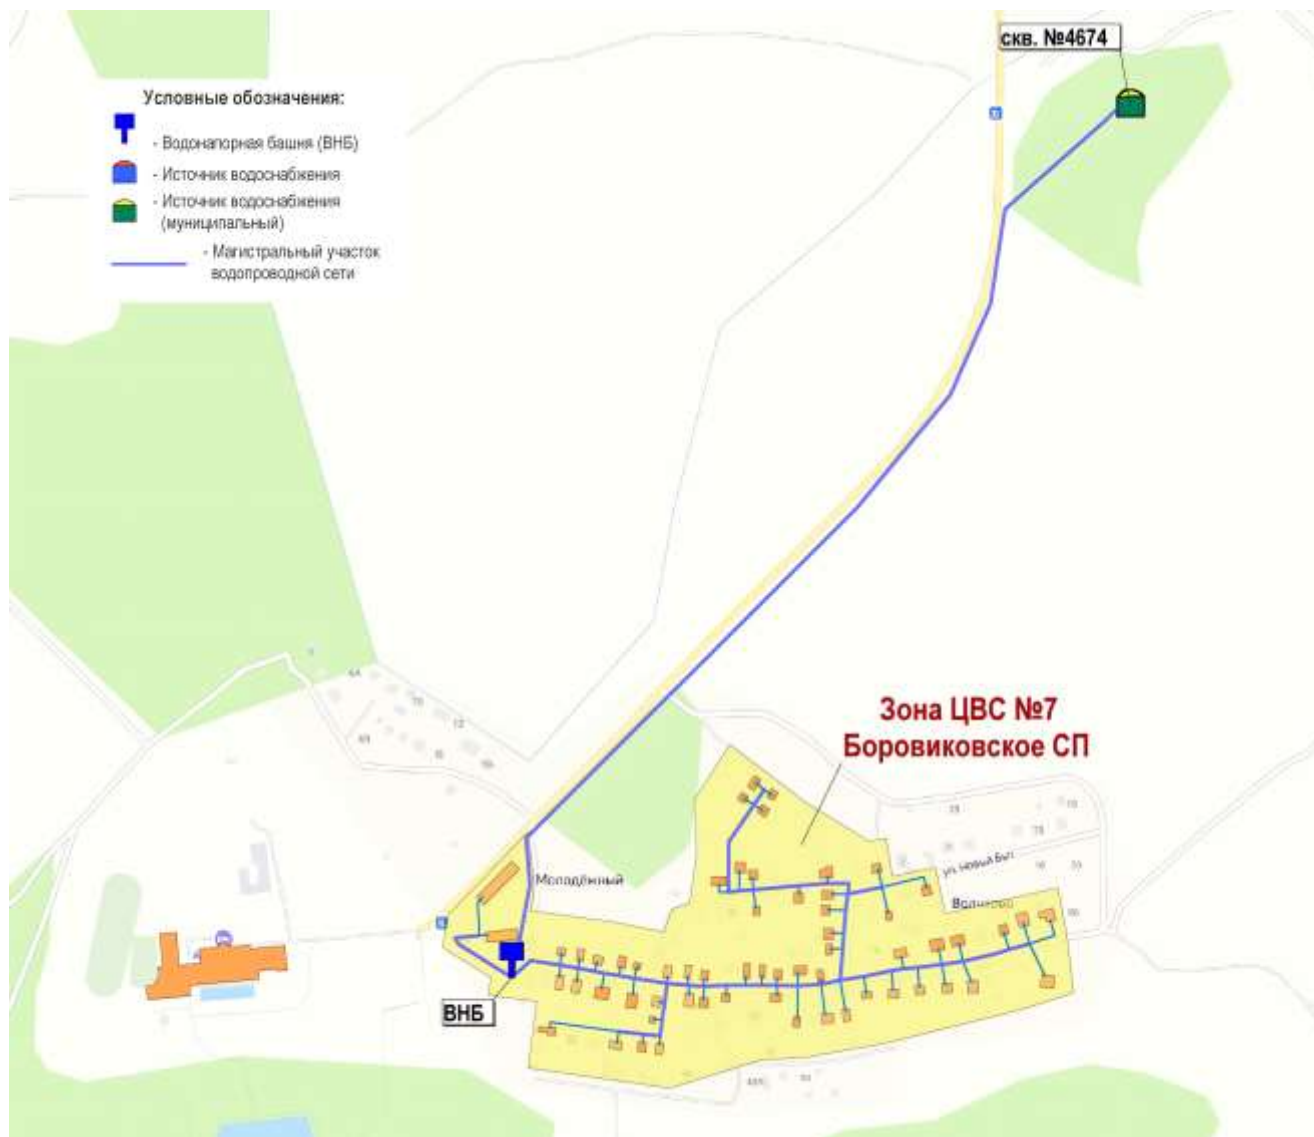 скв. №4674
Условные обозначения:
- Водонапорная башня (ВНБ)
- Источник водоснабжения
- Источник водоснабжения
(муниципальный)
- Магистральный участок
водопроводной сети
Зона ЦВС №7
Боровиковское СП
ул. Новый Быт
Молодёжный
ВНБ